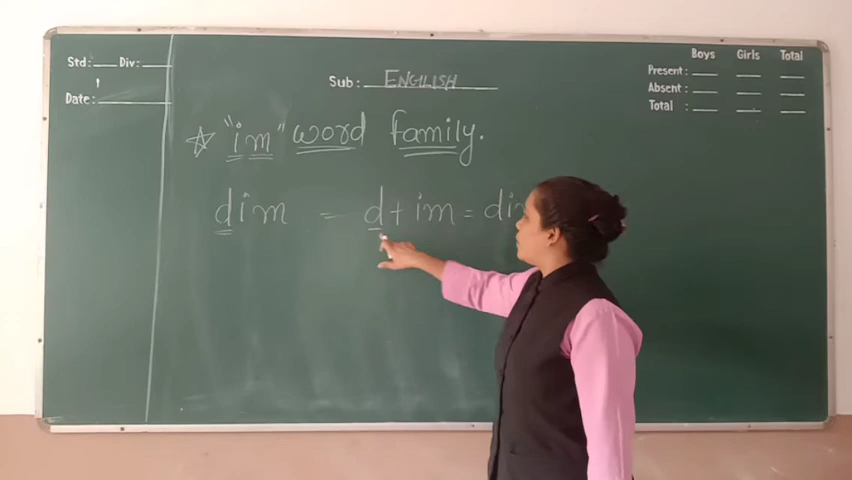 Std: Div:
Date:
Sub: ENGLISH
Boys Girls Total
Present:
Absent:
Total:
"im" word family.
dim = d+im = di